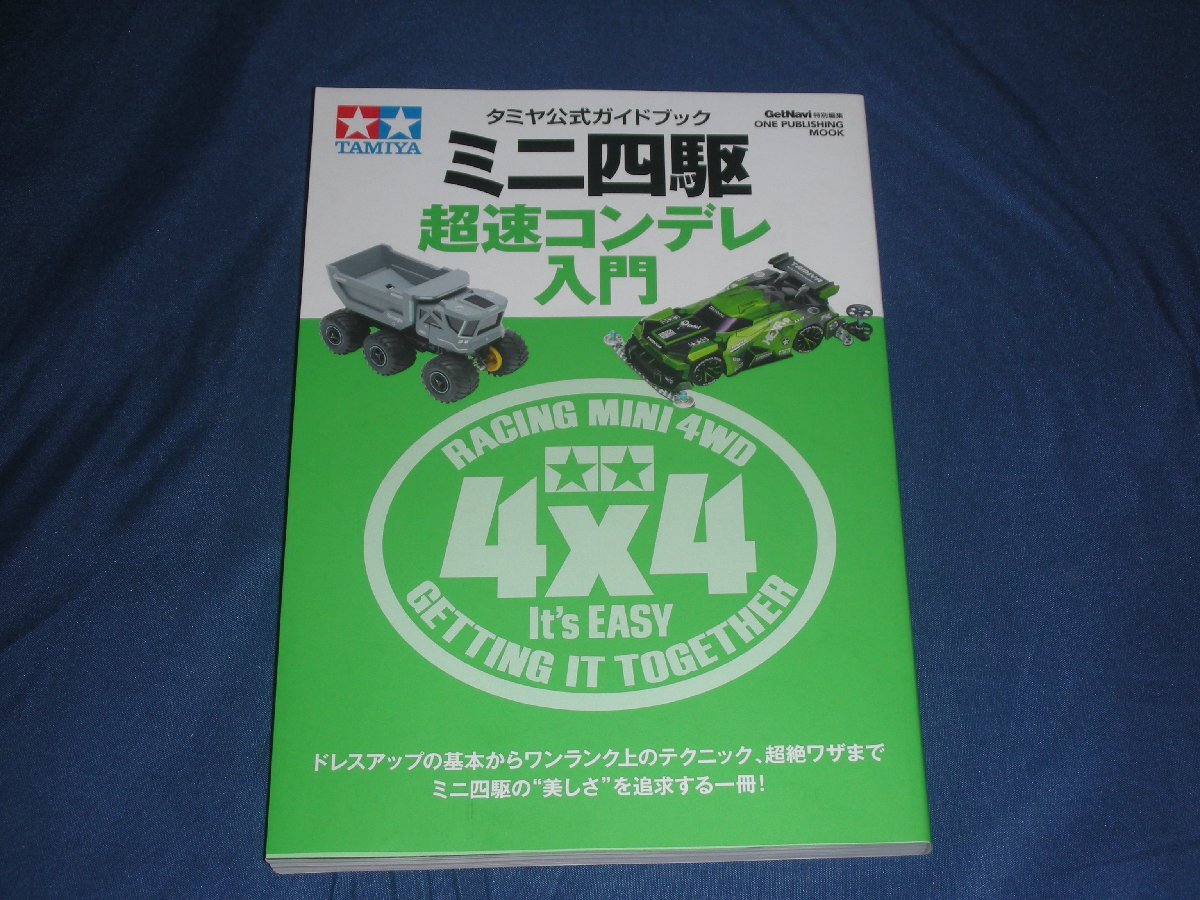 タミヤ公式ガイドブック
GetNavi特別編集
ONE PUBLISHING
MOOK
TAMIYA
ミニ四駆
超速コンデレ
入門
RACING MINI 4WD
4x4
It's EASY
GETTING IT TOGETHER
ドレスアップの基本からワンランク上のテクニック、超絶ワザまで
ミニ四駆の“美しさ”を追求する一冊！